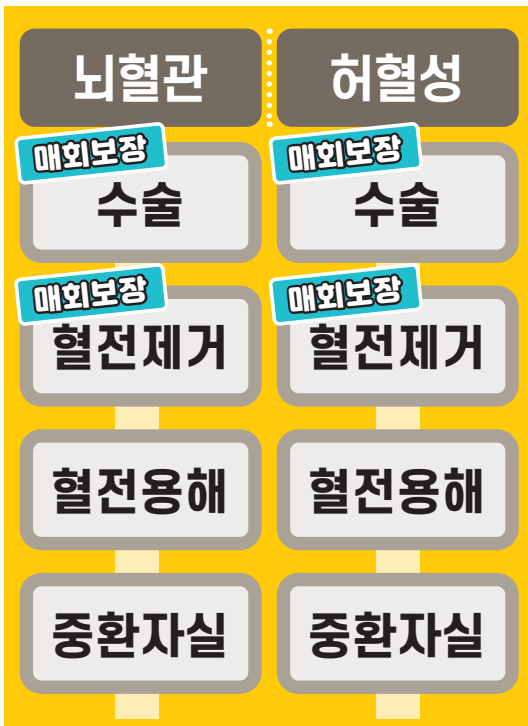 뇌혈관
허혈성
매회보장
수술
매회보장
수술
매회보장
혈전제거
매회보장
혈전제거
혈전용해
혈전용해
중환자실
중환자실